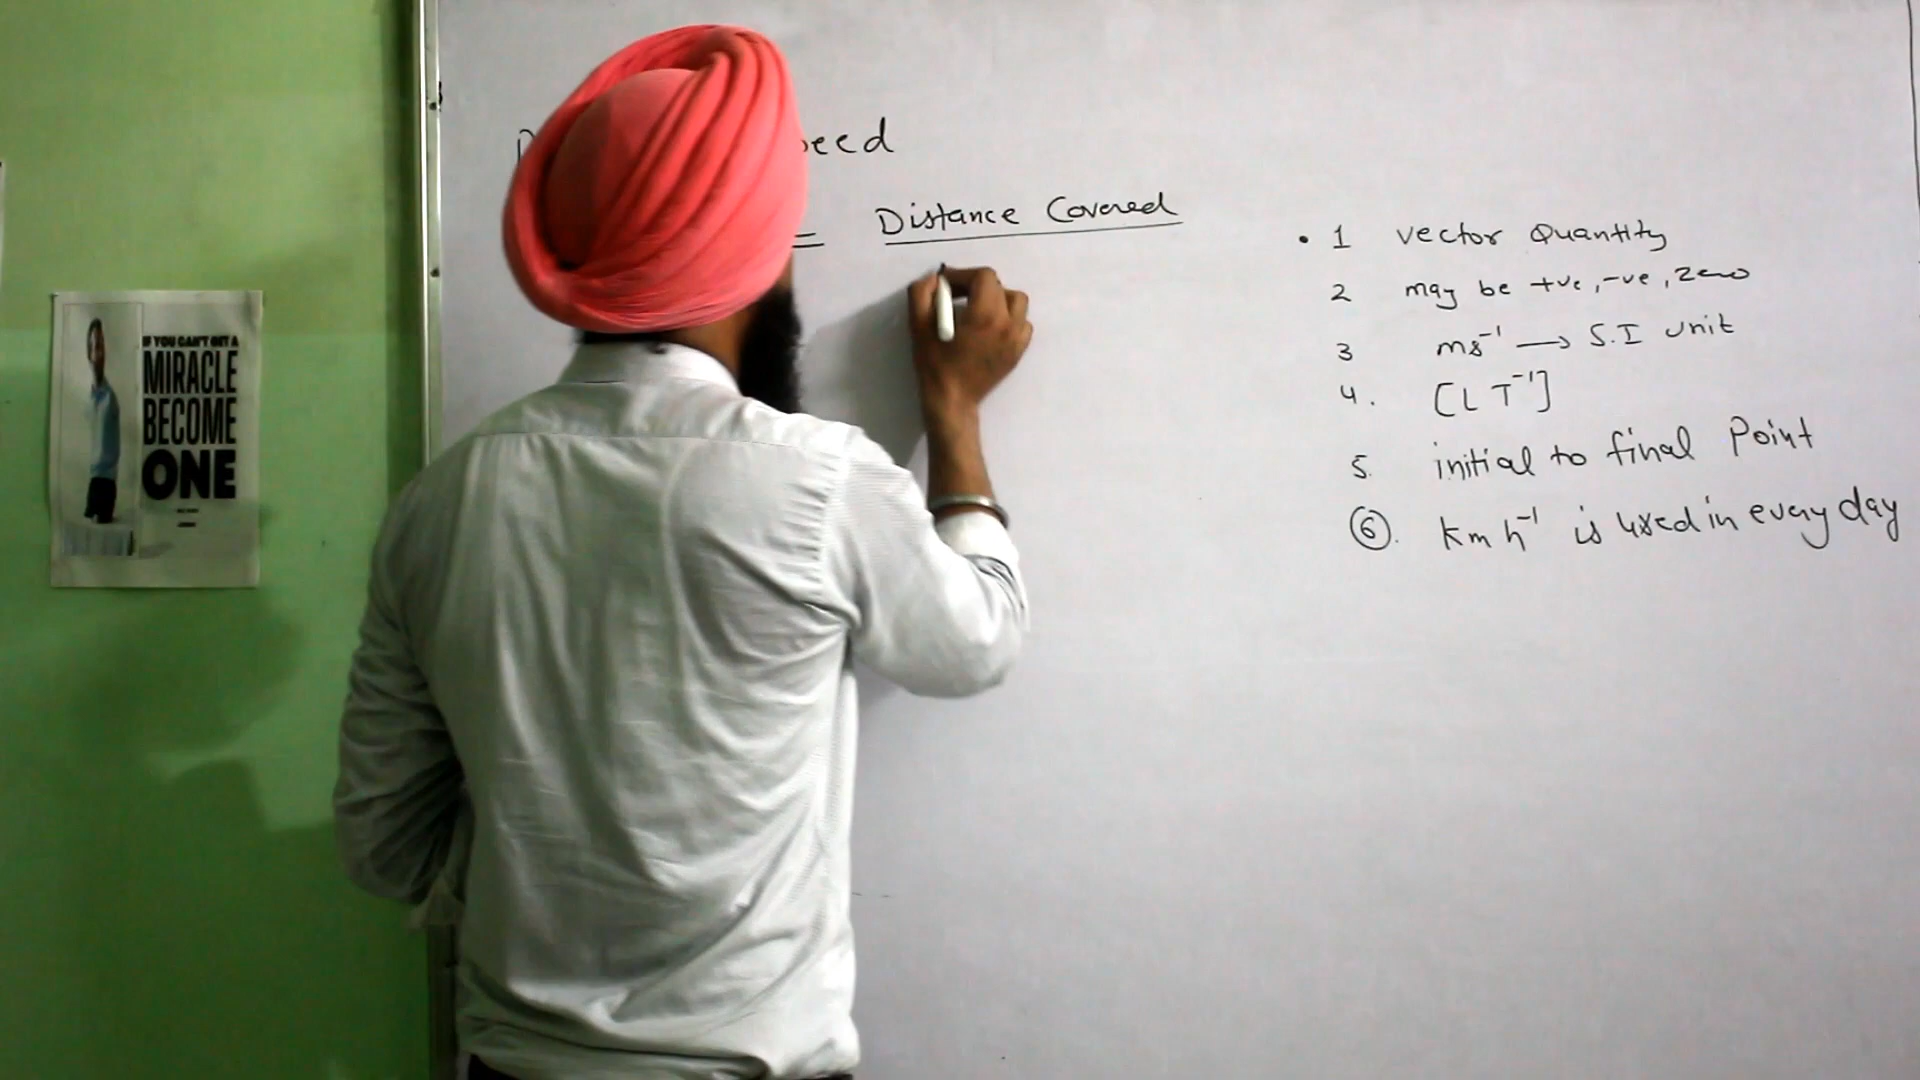 IF YOU CAN'T GET A
MIRACLE
BECOME
ONE
peed
= Distance Covered
• 1 Vector Quantity
2 may be +ve, -ve, Zero
3 ms⁻¹ → S.I unit
4. [L T⁻¹]
5. initial to final Point
⑥. Km h⁻¹ is used in every day